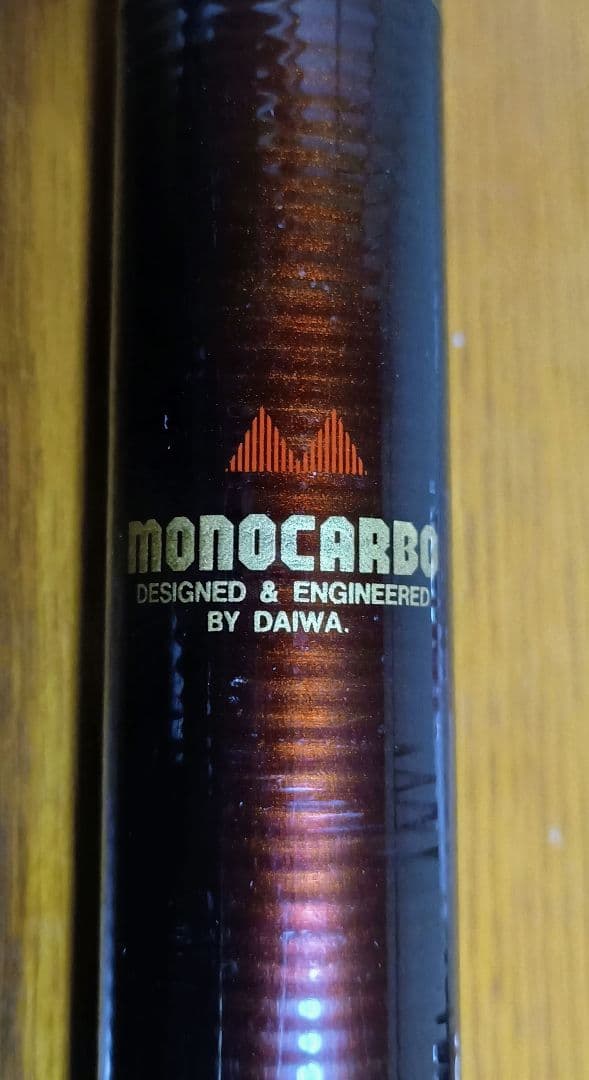 MONOCARBO
DESIGNED & ENGINEERED
BY DAIWA.